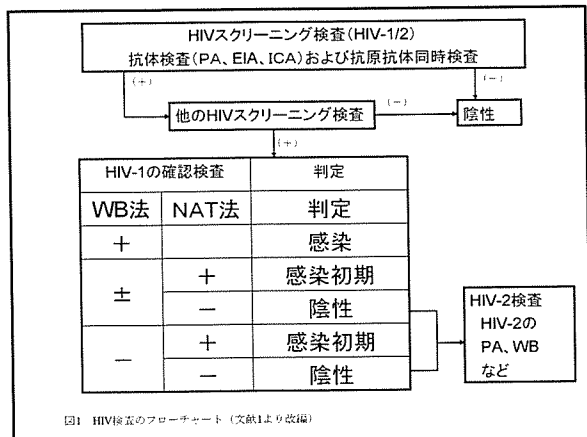 HIVスクリーニング検査(HIV-1/2)
抗体検査(PA、EIA、ICA)および抗原抗体同時検査
(+)
(−)
他のHIVスクリーニング検査
(−)
陰性
(+)
HIV-1の確認検査 判定
WB法 NAT法 判定
+ 感染
± + 感染初期
− 陰性
− + 感染初期
− 陰性
HIV-2検査
HIV-2の
PA、WB
など
図1 HIV検査のフローチャート(文献1より改編)